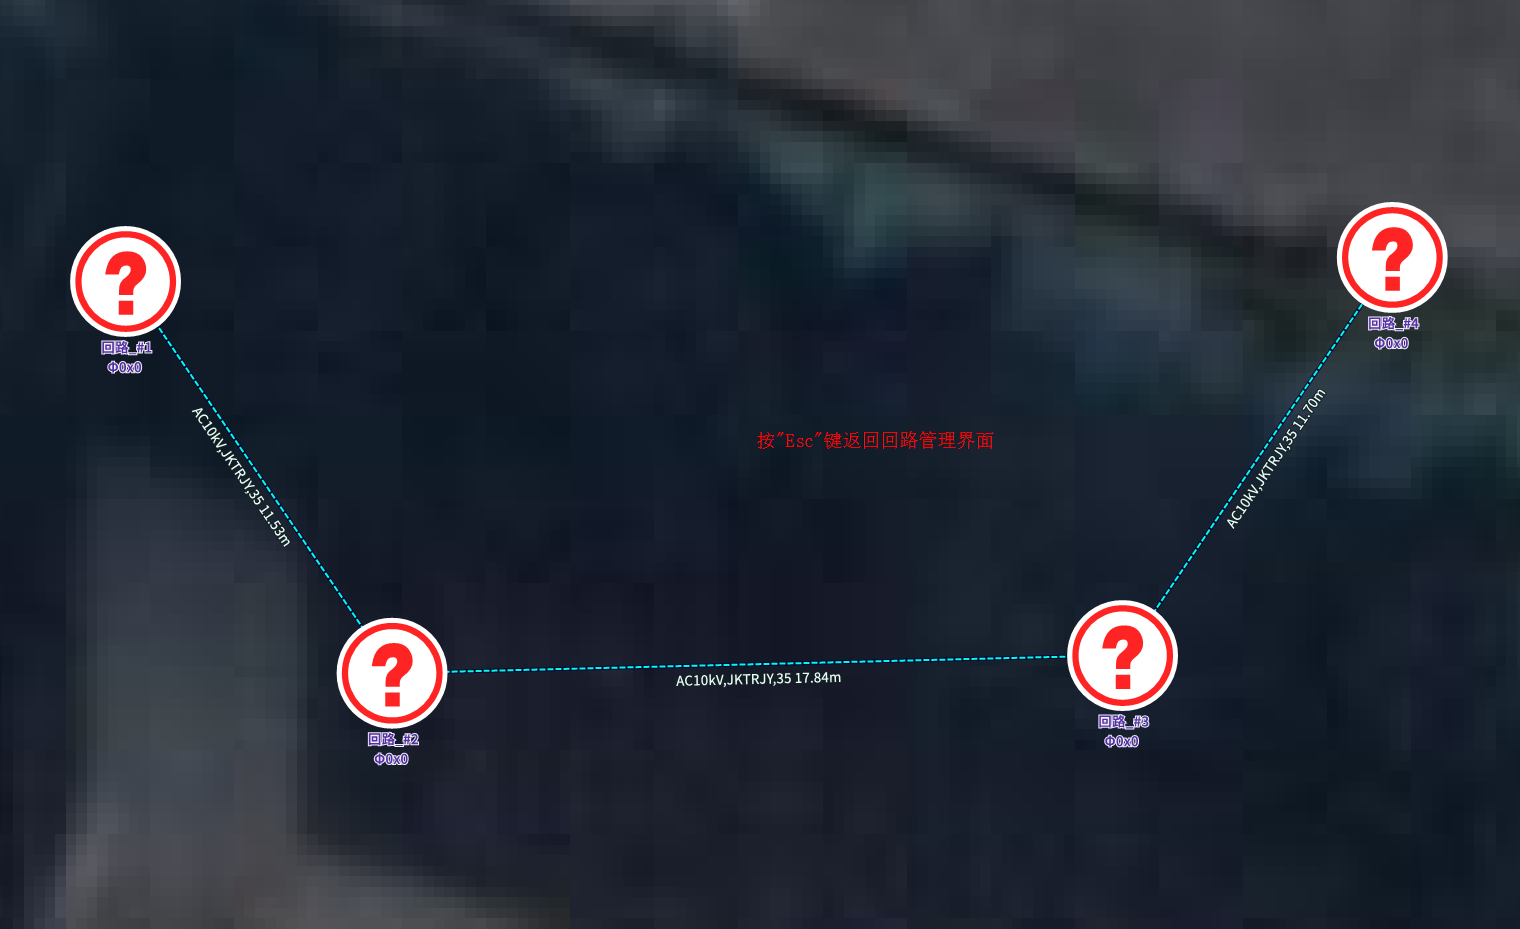 回路_#1
Φ0x0
回路_#4
Φ0x0
AC10kV,JKTRJY,35 11.53m
按"Esc"键返回回路管理界面
AC10kV,JKTRJY,35 11.70m
AC10kV,JKTRJY,35 17.84m
回路_#2
Φ0x0
回路_#3
Φ0x0